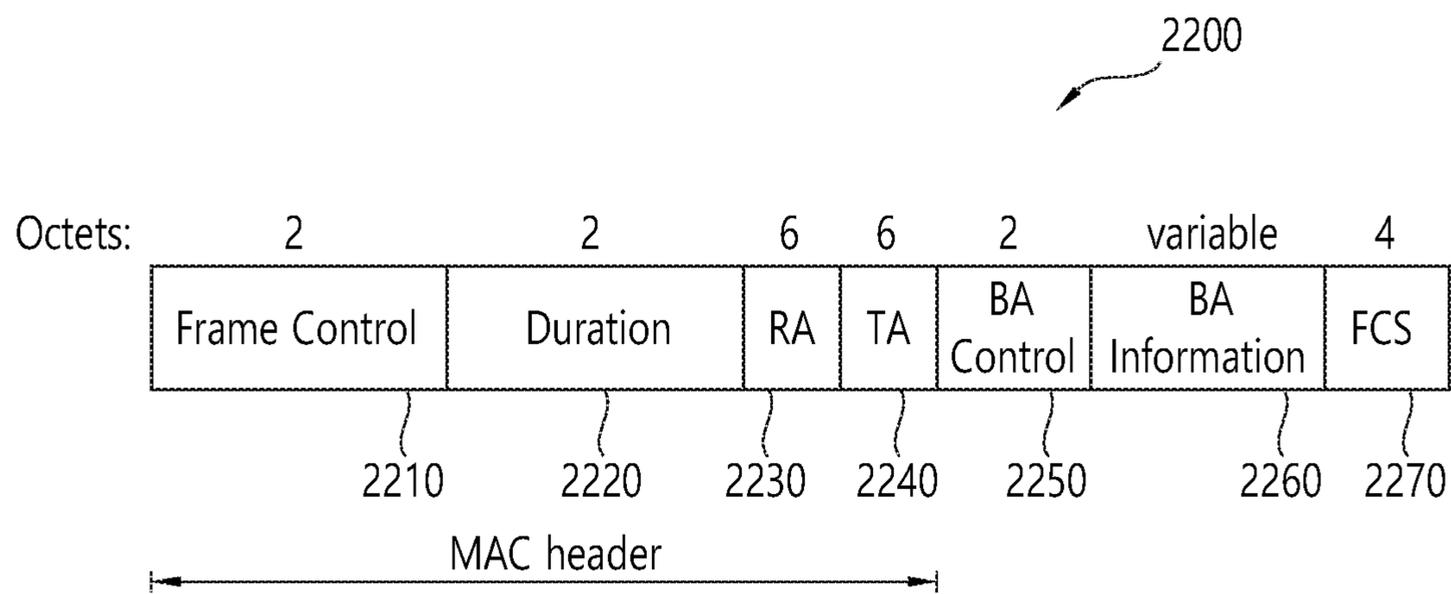 2200
Octets: 2 2 6 6 2 variable 4
Frame Control Duration RA TA BA Control BA Information FCS
2210 2220 2230 2240 2250 2260 2270
MAC header